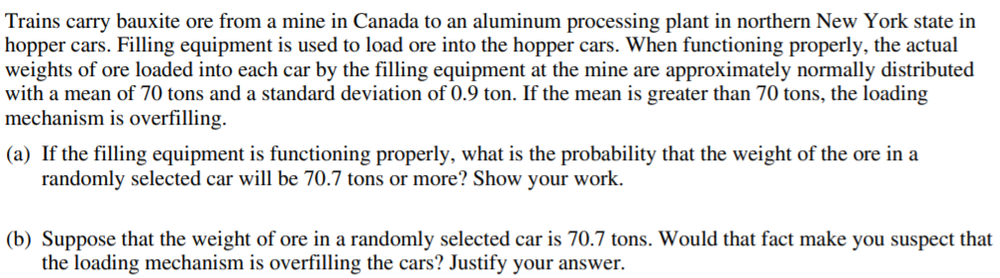 Trains carry bauxite ore from a mine in Canada to an aluminum processing plant in northern New York state in
hopper cars. Filling equipment is used to load ore into the hopper cars. When functioning properly, the actual
weights of ore loaded into each car by the filling equipment at the mine are approximately normally distributed
with a mean of 70 tons and a standard deviation of 0.9 ton. If the mean is greater than 70 tons, the loading
mechanism is overfilling.
(a) If the filling equipment is functioning properly, what is the probability that the weight of the ore in a
randomly selected car will be 70.7 tons or more? Show your work.
(b) Suppose that the weight of ore in a randomly selected car is 70.7 tons. Would that fact make you suspect that
the loading mechanism is overfilling the cars? Justify your answer.